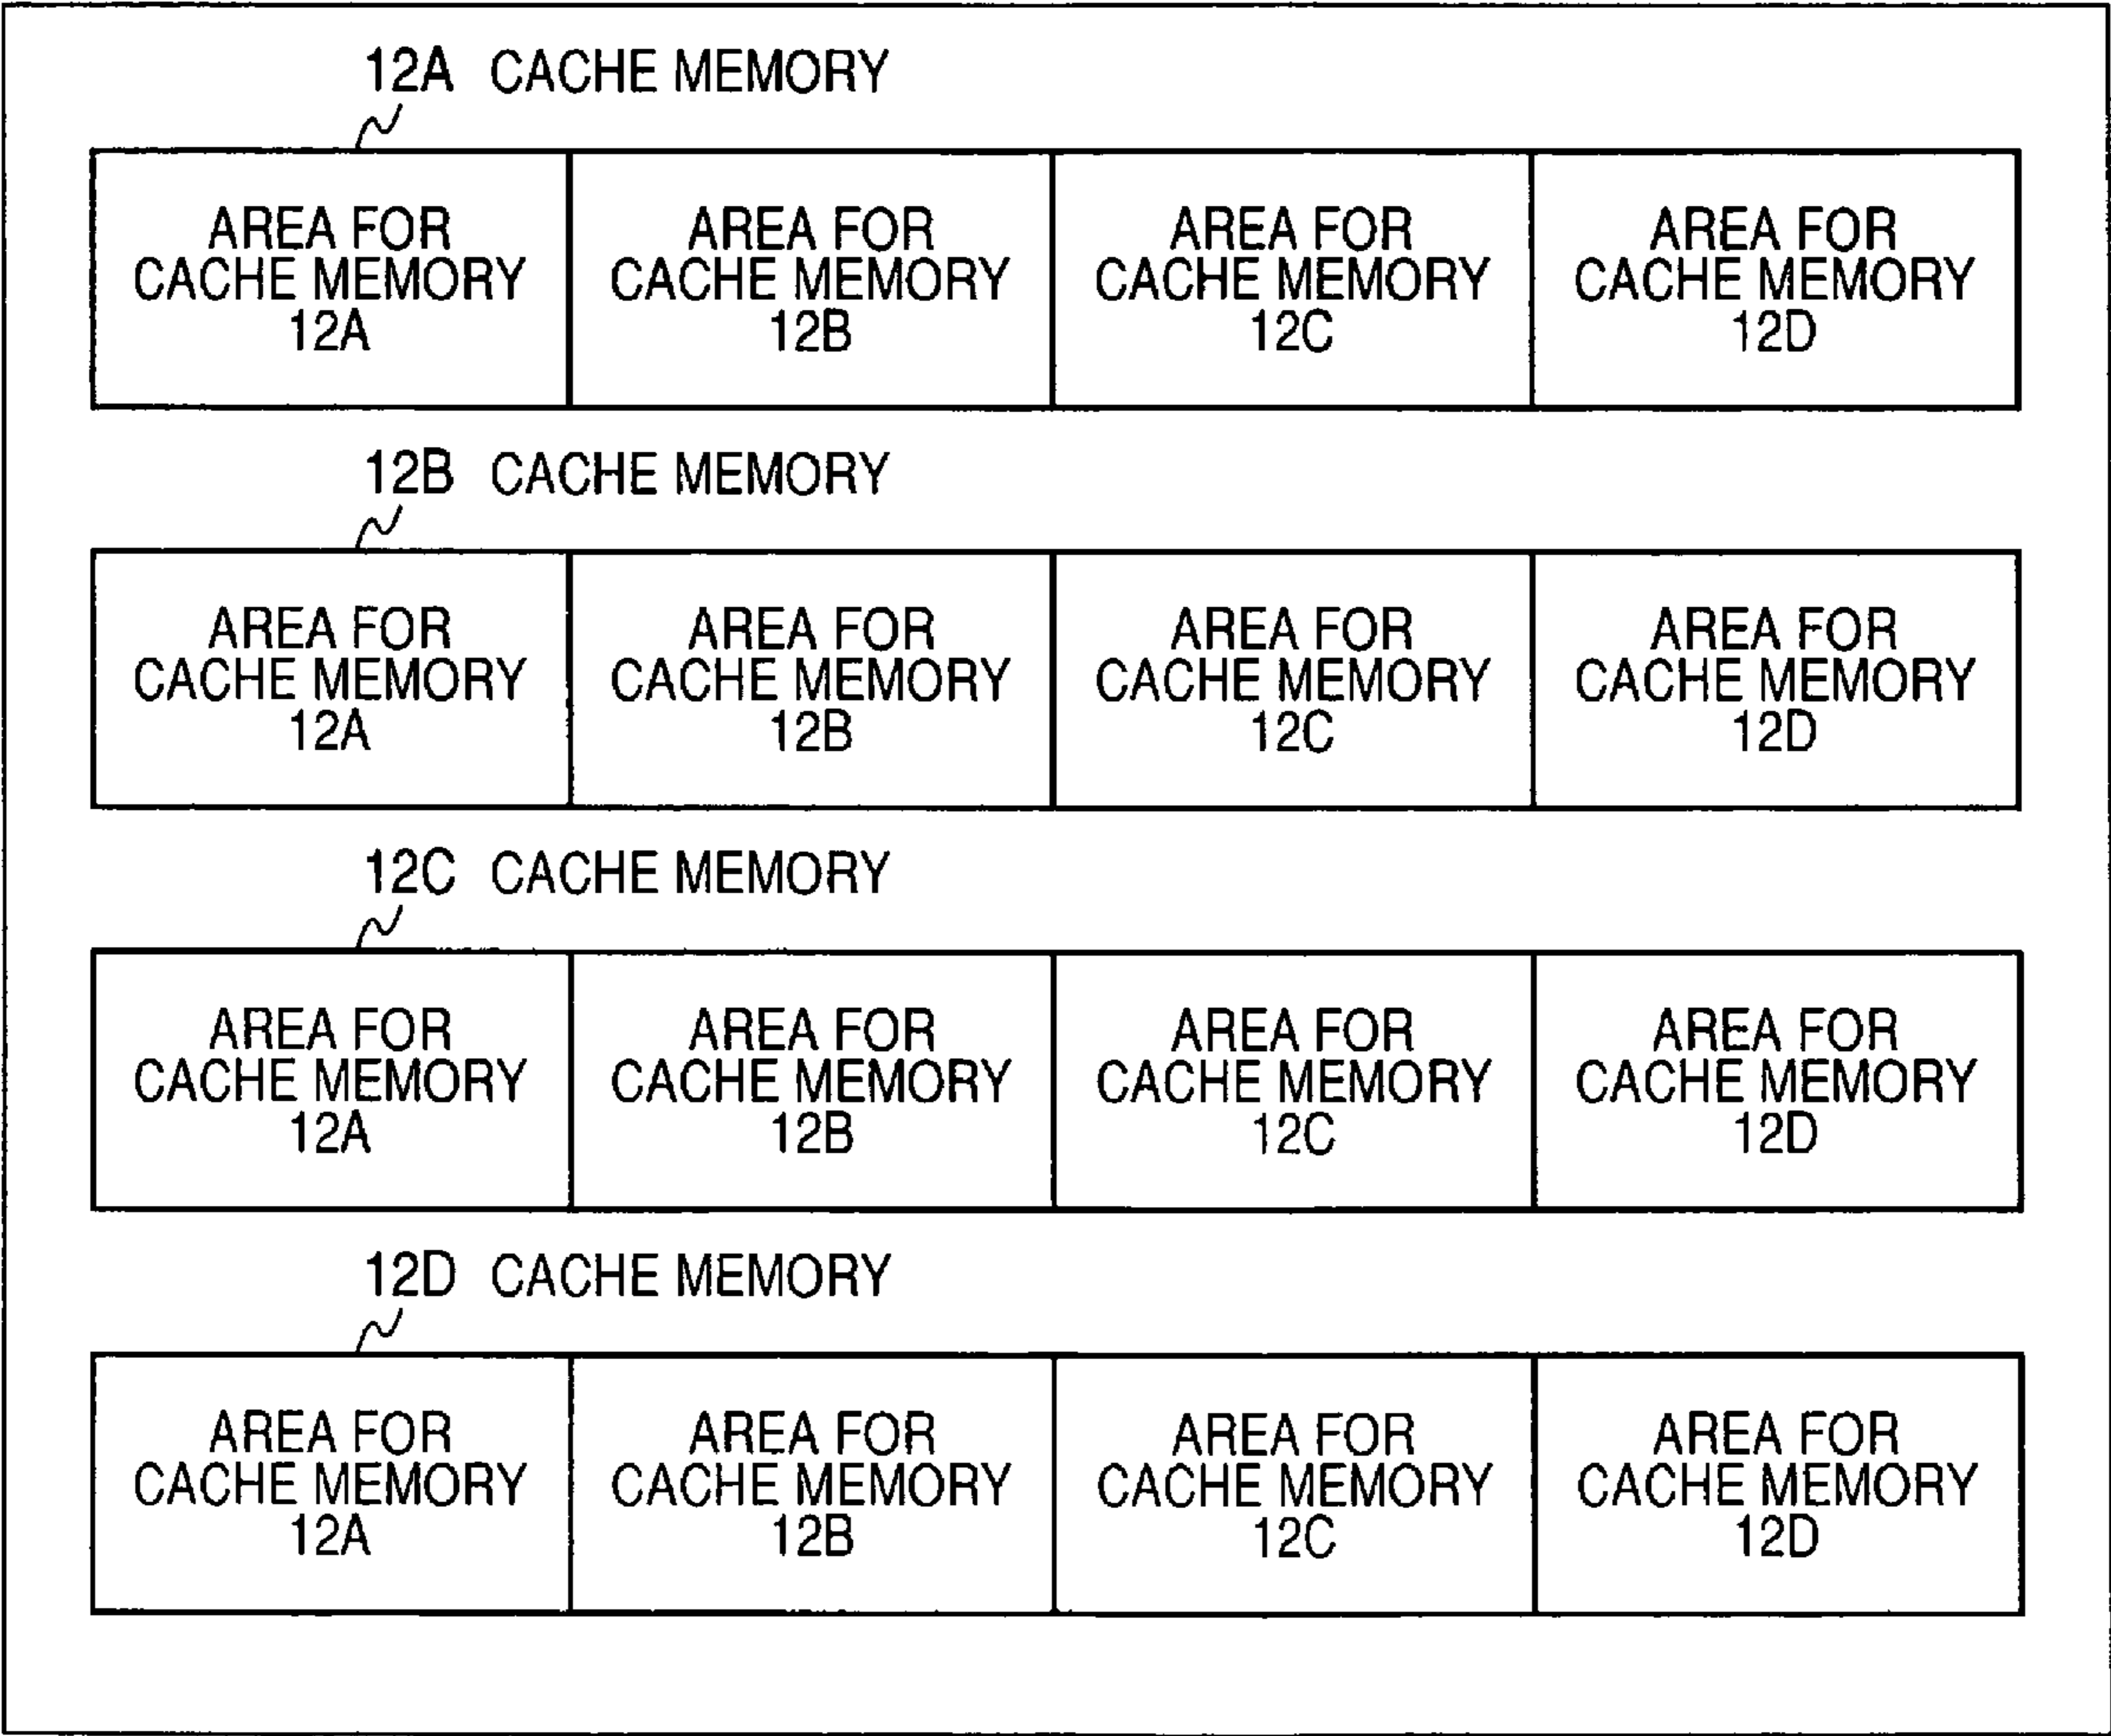 12A CACHE MEMORY
AREA FOR
CACHE MEMORY
12A
AREA FOR
CACHE MEMORY
12B
AREA FOR
CACHE MEMORY
12C
AREA FOR
CACHE MEMORY
12D
12B CACHE MEMORY
AREA FOR
CACHE MEMORY
12A
AREA FOR
CACHE MEMORY
12B
AREA FOR
CACHE MEMORY
12C
AREA FOR
CACHE MEMORY
12D
12C CACHE MEMORY
AREA FOR
CACHE MEMORY
12A
AREA FOR
CACHE MEMORY
12B
AREA FOR
CACHE MEMORY
12C
AREA FOR
CACHE MEMORY
12D
12D CACHE MEMORY
AREA FOR
CACHE MEMORY
12A
AREA FOR
CACHE MEMORY
12B
AREA FOR
CACHE MEMORY
12C
AREA FOR
CACHE MEMORY
12D